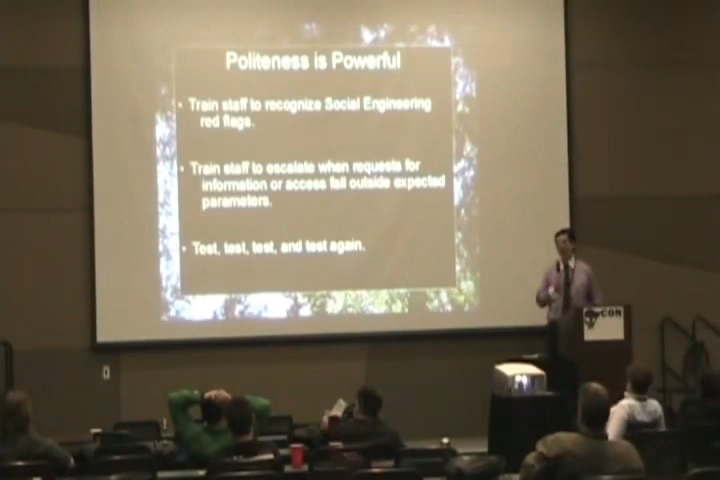 Politeness is Powerful
• Train staff to recognize Social Engineering
red flags.
• Train staff to escalate when requests for
information or access fall outside expected
parameters.
• Test, test, test, and test again.
CON